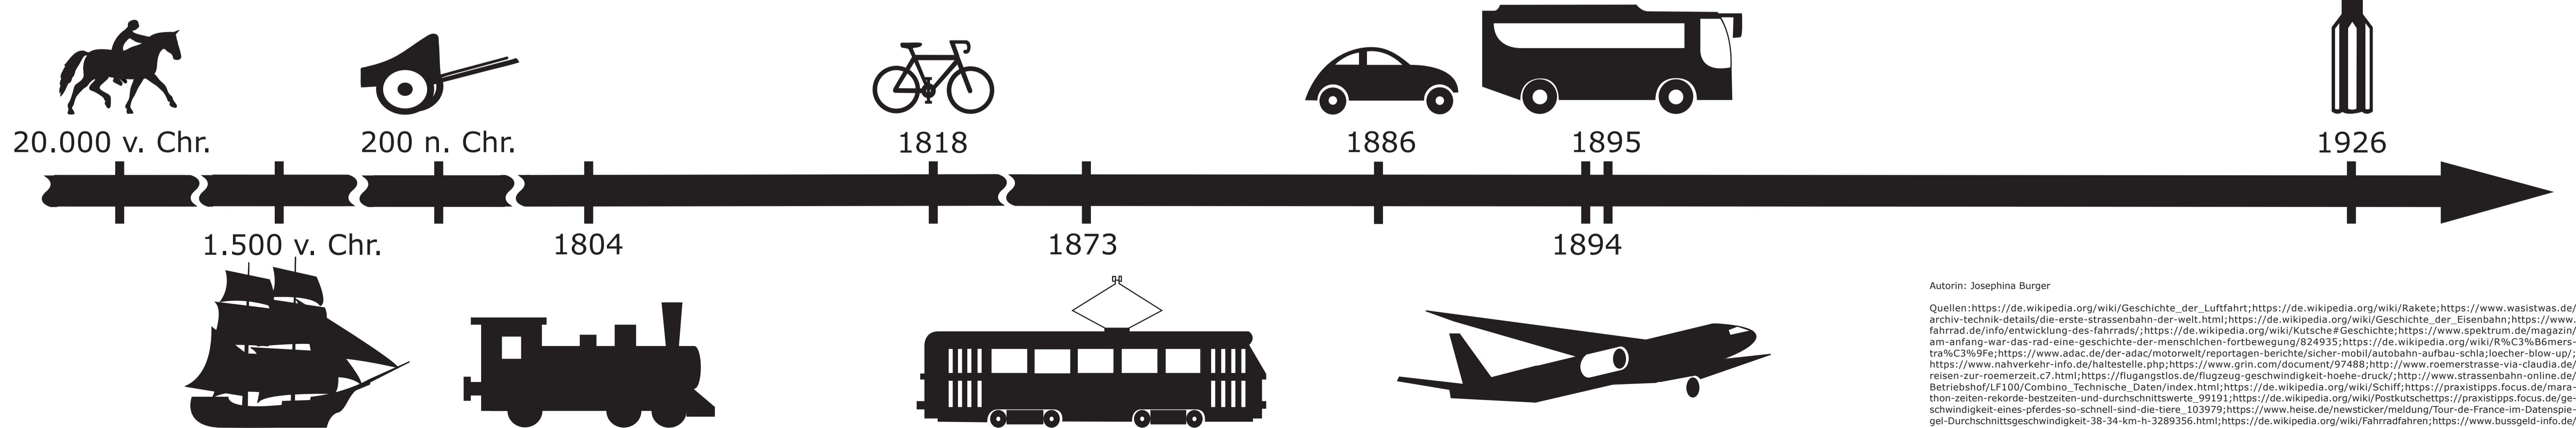 20.000 v. Chr.
200 n. Chr.
1818
1886
1895
1926
1.500 v. Chr.
1804
1873
1894
Autorin: Josephina Burger
Quellen:https://de.wikipedia.org/wiki/Geschichte_der_Luftfahrt;https://de.wikipedia.org/wiki/Rakete;https://www.wasistwas.de/
archiv-technik-details/die-erste-strassenbahn-der-welt.html;https://de.wikipedia.org/wiki/Geschichte_der_Eisenbahn;https://www.
fahrrad.de/info/entwicklung-des-fahrrads/;https://de.wikipedia.org/wiki/Kutsche#Geschichte;https://www.spektrum.de/magazin/
am-anfang-war-das-rad-eine-geschichte-der-menschlchen-fortbewegung/824935;https://de.wikipedia.org/wiki/R%C3%B6mers-
tra%C3%9Fe;https://www.adac.de/der-adac/motorwelt/reportagen-berichte/sicher-mobil/autobahn-aufbau-schla;loecher-blow-up/;
https://www.nahverkehr-info.de/haltestelle.php;https://www.grin.com/document/97488;http://www.roemerstrasse-via-claudia.de/
reisen-zur-roemerzeit.c7.html;https://flugangstlos.de/flugzeug-geschwindigkeit-hoehe-druck/;http://www.strassenbahn-online.de/
Betriebshof/LF100/Combino_Technische_Daten/index.html;https://de.wikipedia.org/wiki/Schiff;https://praxistipps.focus.de/mara-
thon-zeiten-rekorde-bestzeiten-und-durchschnittswerte_99191;https://de.wikipedia.org/wiki/Postkutschettps://praxistipps.focus.de/ge-
schwindigkeit-eines-pferdes-so-schnell-sind-die-tiere_103979;https://www.heise.de/newsticker/meldung/Tour-de-France-im-Datenspie-
gel-Durchschnittsgeschwindigkeit-38-34-km-h-3289356.html;https://de.wikipedia.org/wiki/Fahrradfahren;https://www.bussgeld-info.de/